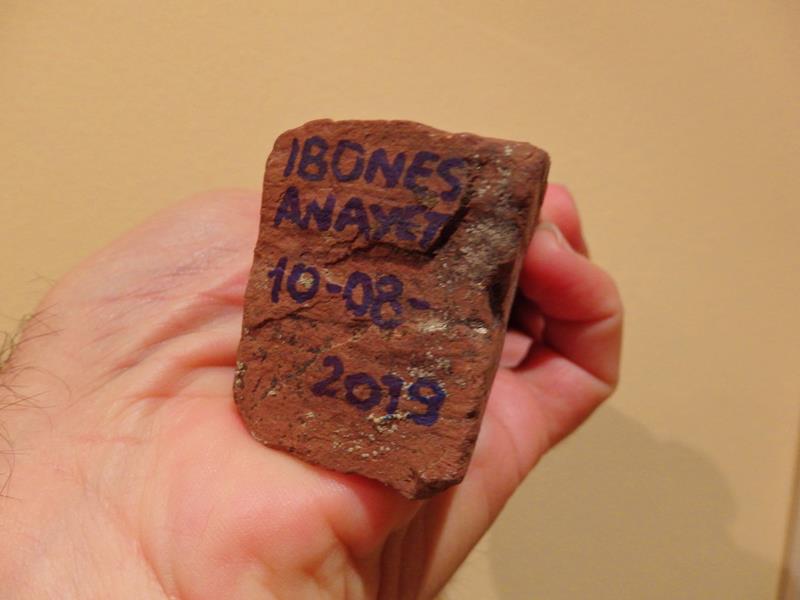 IBONES
ANAYET
10-08-
2019